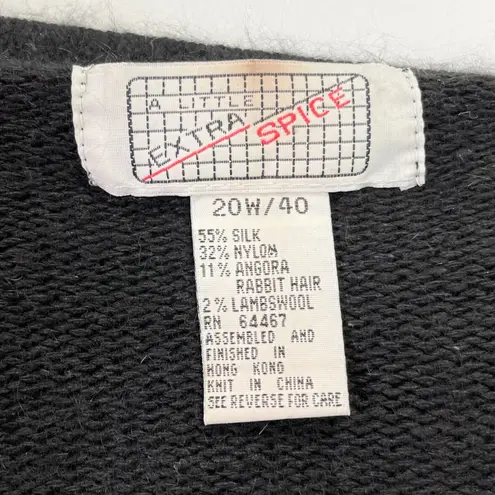 A LITTLE
EXTRA SPICE
20W/40
55% SILK
32% NYLON
11% ANGORA
RABBIT HAIR
2% LAMBSWOOL
RN 64467
ASSEMBLED AND
FINISHED IN
HONG KONG
KNIT IN CHINA
SEE REVERSE FOR CARE